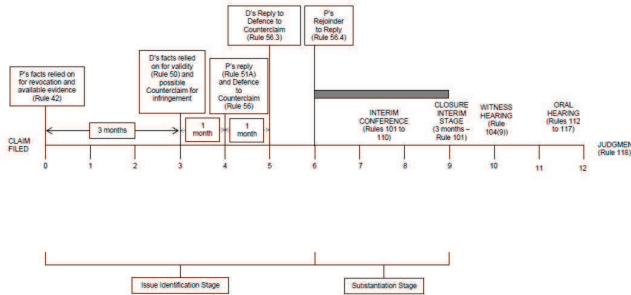 D's Reply to
Defence to
Counterclaim
(Rule 56.3)
P's
Rejoinder
to Reply
(Rule 56.4)
P's facts relied on
for revocation and
available evidence
(Rule 42)
D's facts relied
on for validity
(Rule 50) and
possible
Counterclaim for
infringement
P's reply
(Rule 51A)
and Defence
to
Counterclaim
(Rule 56)
3 months
1
month
1
month
CLAIM
FILED
INTERIM
CONFERENCE
(Rules 101 to
110)
CLOSURE
INTERIM
STAGE
(3 months –
Rule 101)
WITNESS
HEARING
(Rule
104(9))
ORAL
HEARING
(Rules 112
to 117)
JUDGMEN
(Rule 118)
0 1 2 3 4 5 6 7 8 9 10 11 12
Issue Identification Stage
Substantiation Stage